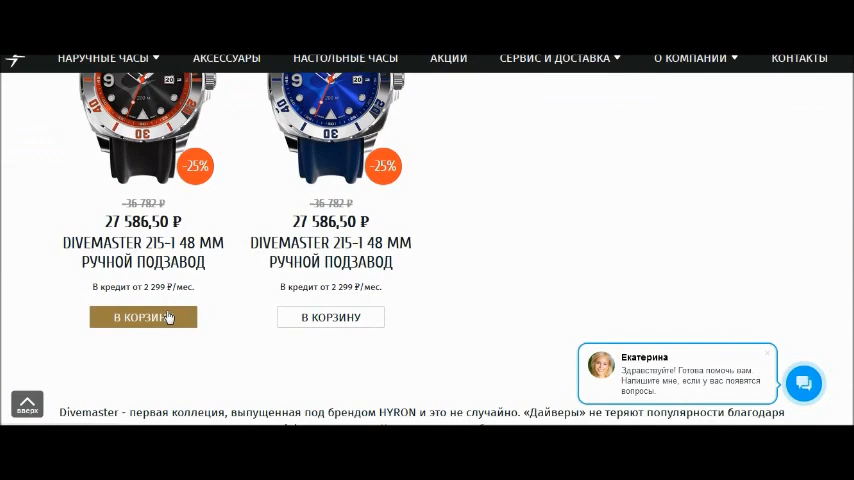 НАРУЧНЫЕ ЧАСЫ АКСЕССУАРЫ НАСТОЛЬНЫЕ ЧАСЫ АКЦИИ СЕРВИС И ДОСТАВКА О КОМПАНИИ КОНТАКТЫ
-25% -25%
36 782 ₽ 36 782 ₽
27 586,50 ₽ 27 586,50 ₽
DIVEMASTER 215-1 48 ММ DIVEMASTER 215-1 48 ММ
РУЧНОЙ ПОДЗАВОД РУЧНОЙ ПОДЗАВОД
В кредит от 2 299 ₽/мес. В кредит от 2 299 ₽/мес.
В КОРЗИНУ В КОРЗИНУ
Екатерина
Здравствуйте! Готова помочь вам.
Напишите мне, если у вас появятся
вопросы.
вверх
Divemaster - первая коллеция, выпущенная под брендом HYRON и это не случайно. «Дайверы» не теряют популярности благодаря